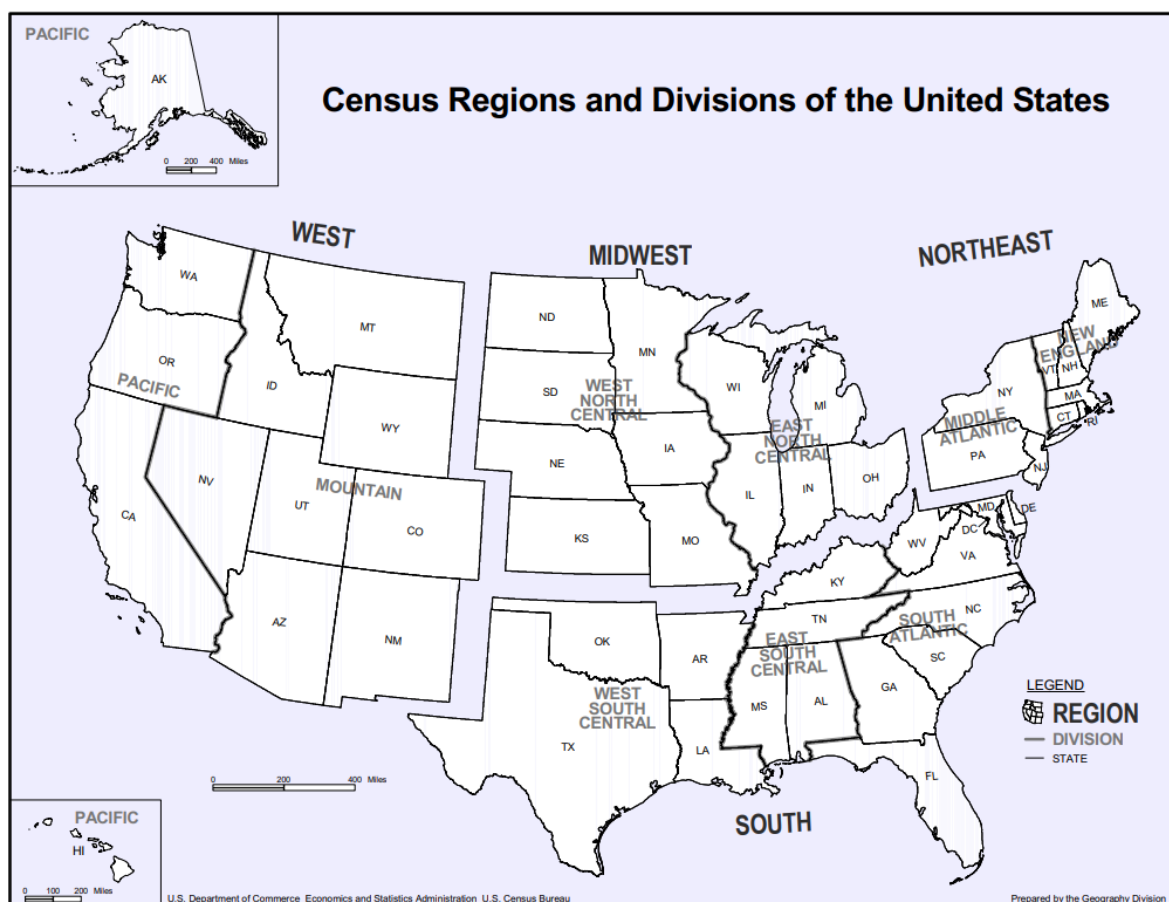 PACIFIC
AK
0 200 400 Miles
Census Regions and Divisions of the United States
WEST
MIDWEST
NORTHEAST
WA
MT
OR
ID
PACIFIC
WY
NV
UT
MOUNTAIN
CO
CA
AZ
NM
ND
MN
SD
WEST
NORTH
CENTRAL
NE
IA
KS
MO
WI
MI
EAST
NORTH
CENTRAL
IL
IN
OH
ME
NEW
ENGLAND
VT
NH
NY
MA
CT
RI
MIDDLE
ATLANTIC
PA
NJ
MD
DE
DC
WV
VA
KY
NC
TN
SOUTH
ATLANTIC
SC
EAST
SOUTH
CENTRAL
MS
AL
GA
FL
OK
AR
WEST
SOUTH
CENTRAL
TX
LA
SOUTH
LEGEND
REGION
DIVISION
STATE
0 200 400 Miles
PACIFIC
HI
0 100 200 Miles
U.S. Department of Commerce Economics and Statistics Administration U.S. Census Bureau
Prepared by the Geography Division